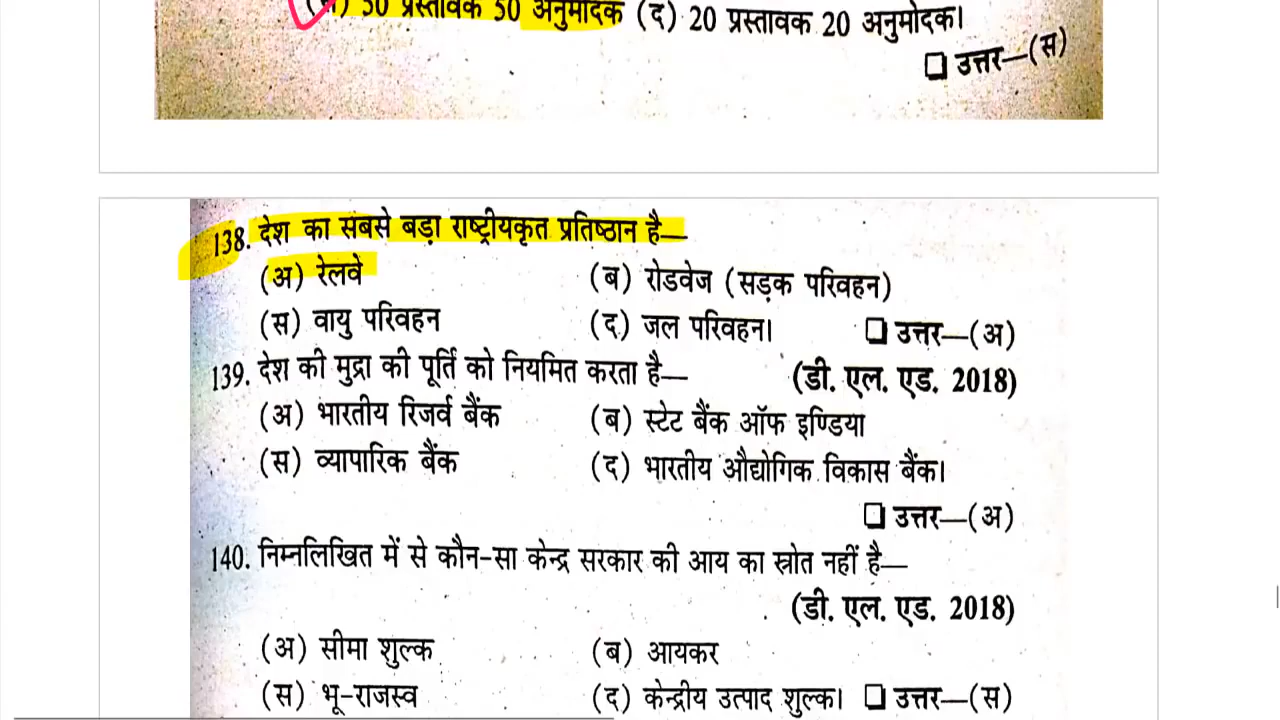 50 प्रस्तावक 50 अनुमोदक (द) 20 प्रस्तावक 20 अनुमोदक।
❑ उत्तर—(स)
138. देश का सबसे बड़ा राष्ट्रीयकृत प्रतिष्ठान है—
(अ) रेलवे (ब) रोडवेज (सड़क परिवहन)
(स) वायु परिवहन (द) जल परिवहन। ❑ उत्तर—(अ)
139. देश की मुद्रा की पूर्ति को नियमित करता है— (डी. एल. एड. 2018)
(अ) भारतीय रिजर्व बैंक (ब) स्टेट बैंक ऑफ इण्डिया
(स) व्यापारिक बैंक (द) भारतीय औद्योगिक विकास बैंक।
❑ उत्तर—(अ)
140. निम्नलिखित में से कौन-सा केन्द्र सरकार की आय का स्रोत नहीं है—
(डी. एल. एड. 2018)
(अ) सीमा शुल्क (ब) आयकर
(स) भू-राजस्व (द) केन्द्रीय उत्पाद शुल्क। ❑ उत्तर—(स)